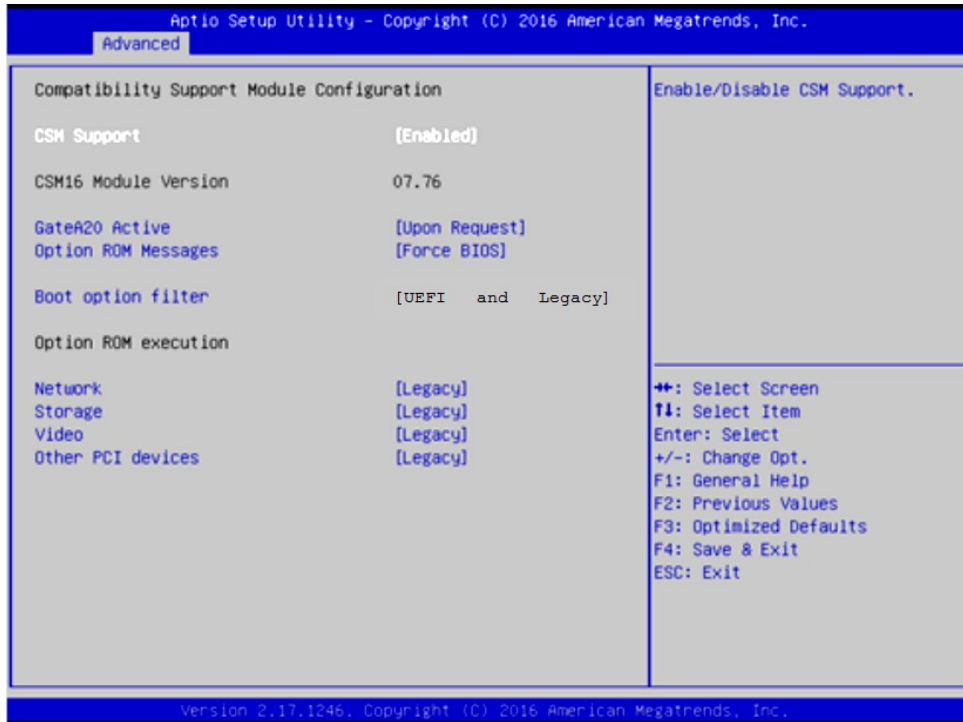 Aptio Setup Utility - Copyright (C) 2016 American Megatrends, Inc.
Advanced
Compatibility Support Module Configuration
CSM Support [Enabled]
CSM16 Module Version 07.76
GateA20 Active [Upon Request]
Option ROM Messages [Force BIOS]
Boot option filter [UEFI and Legacy]
Option ROM execution
Network [Legacy]
Storage [Legacy]
Video [Legacy]
Other PCI devices [Legacy]
Enable/Disable CSM Support.
→←: Select Screen
↑↓: Select Item
Enter: Select
+/-: Change Opt.
F1: General Help
F2: Previous Values
F3: Optimized Defaults
F4: Save & Exit
ESC: Exit
Version 2.17.1246. Copyright (C) 2016 American Megatrends, Inc.